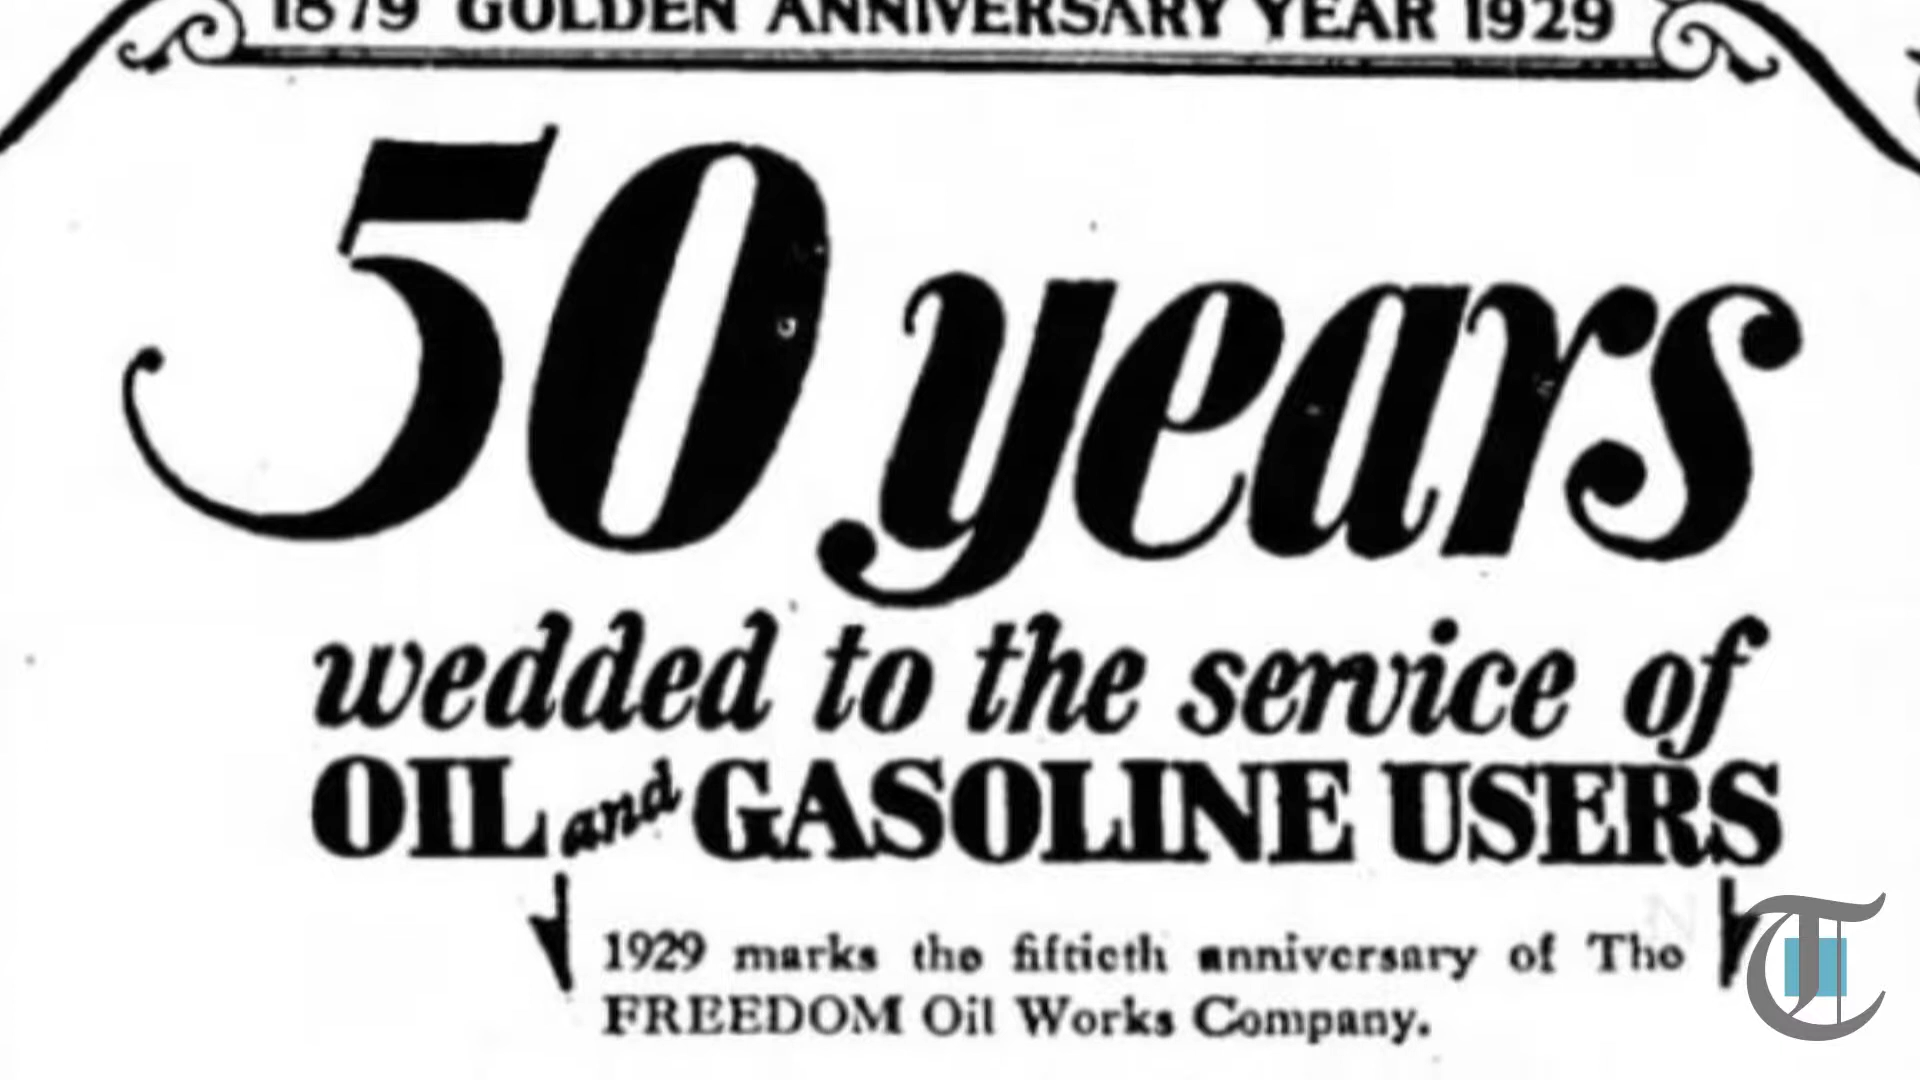 1879 GOLDEN ANNIVERSARY YEAR 1929
50 years
wedded to the service of
OIL and GASOLINE USERS
1929 marks the fiftieth anniversary of The
FREEDOM Oil Works Company.
T